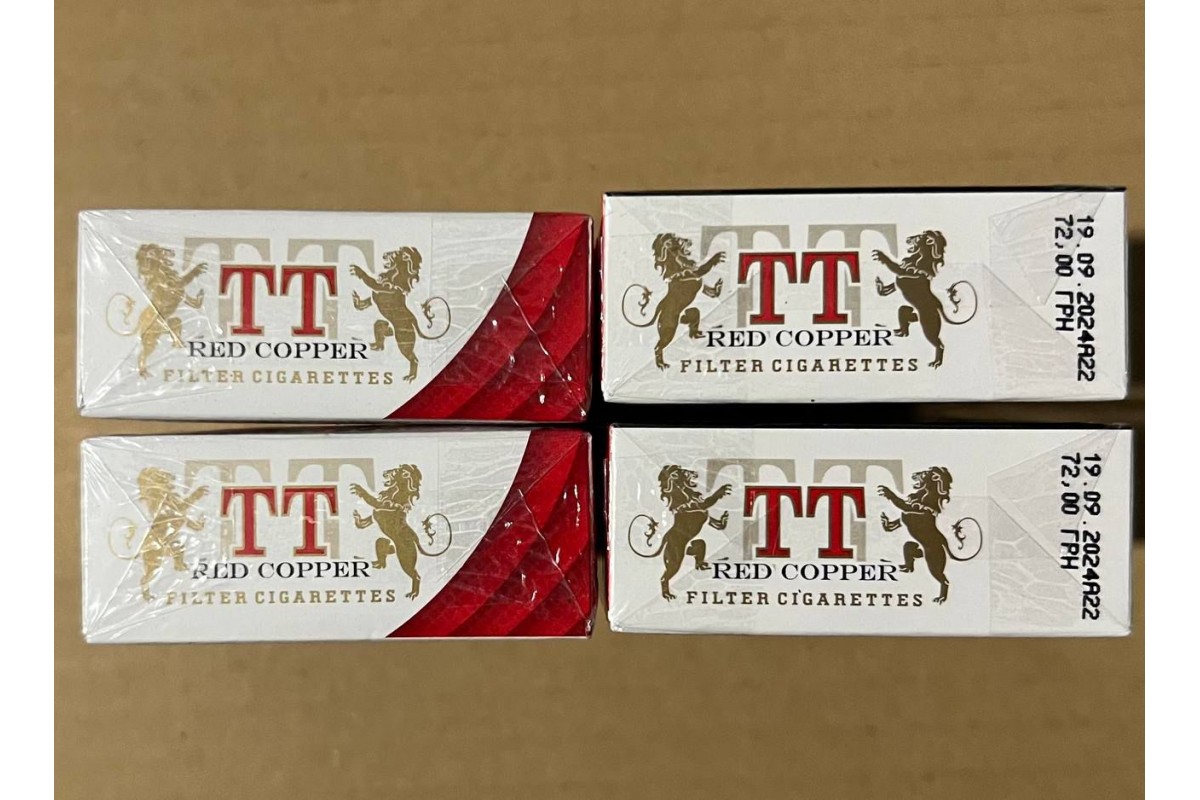 TT
RED COPPER
FILTER CIGARETTES
TT
RED COPPER
FILTER CIGARETTES
19.09.2024A22
72,00 ГРН
TT
RED COPPER
FILTER CIGARETTES
TT
RED COPPER
FILTER CIGARETTES
19.09.2024A22
72,00 ГРН